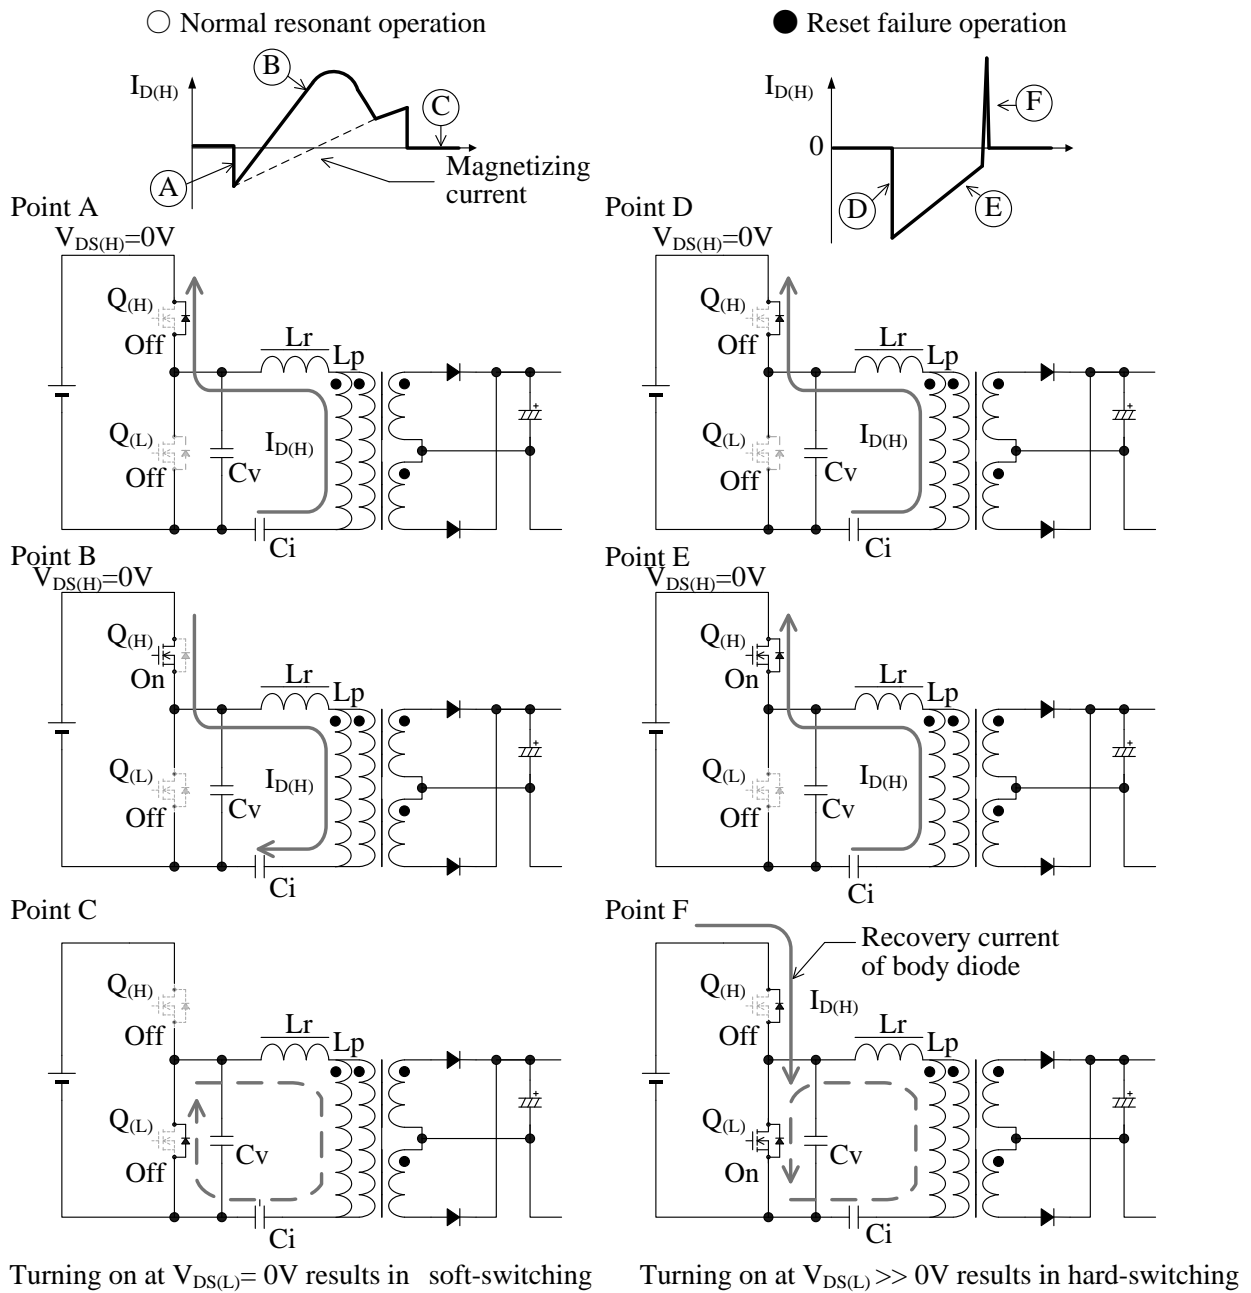 Normal resonant operation
I_D(H)
A
B
C
Magnetizing
current
Reset failure operation
I_D(H)
0
D
E
F
Point A
V_DS(H)=0V
Q_(H)
Off
Q_(L)
Off
Cv
Lr
Lp
I_D(H)
Ci
Point D
V_DS(H)=0V
Q_(H)
Off
Q_(L)
Off
Cv
Lr
Lp
I_D(H)
Ci
Point B
V_DS(H)=0V
Q_(H)
On
Q_(L)
Off
Cv
Lr
Lp
I_D(H)
Ci
Point E
V_DS(H)=0V
Q_(H)
On
Q_(L)
Off
Cv
Lr
Lp
I_D(H)
Ci
Point C
Q_(H)
Off
Q_(L)
Off
Cv
Lr
Lp
Ci
Turning on at V_DS(L)= 0V results in soft-switching
Point F
Recovery current
of body diode
Q_(H)
Off
I_D(H)
Q_(L)
On
Cv
Lr
Lp
Ci
Turning on at V_DS(L) >> 0V results in hard-switching